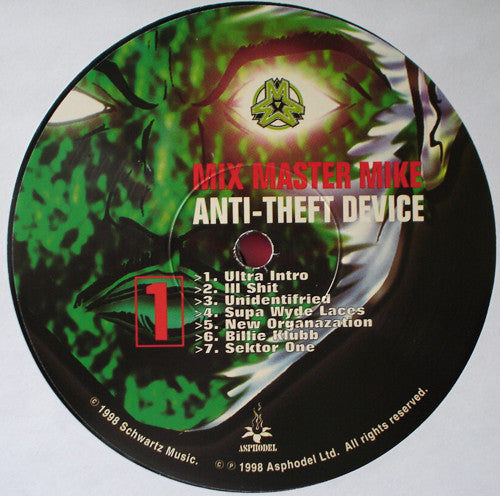 MIX MASTER MIKE
ANTI-THEFT DEVICE
1
>1. Ultra Intro
>2. Ill Shit
>3. Unidentifried
>4. Supa Wyde Laces
>5. New Organazation
>6. Billie Klubb
>7. Sektor One
© 1998 Schwartz Music.
ASPHODEL
© ℗ 1998 Asphodel Ltd. All rights reserved.